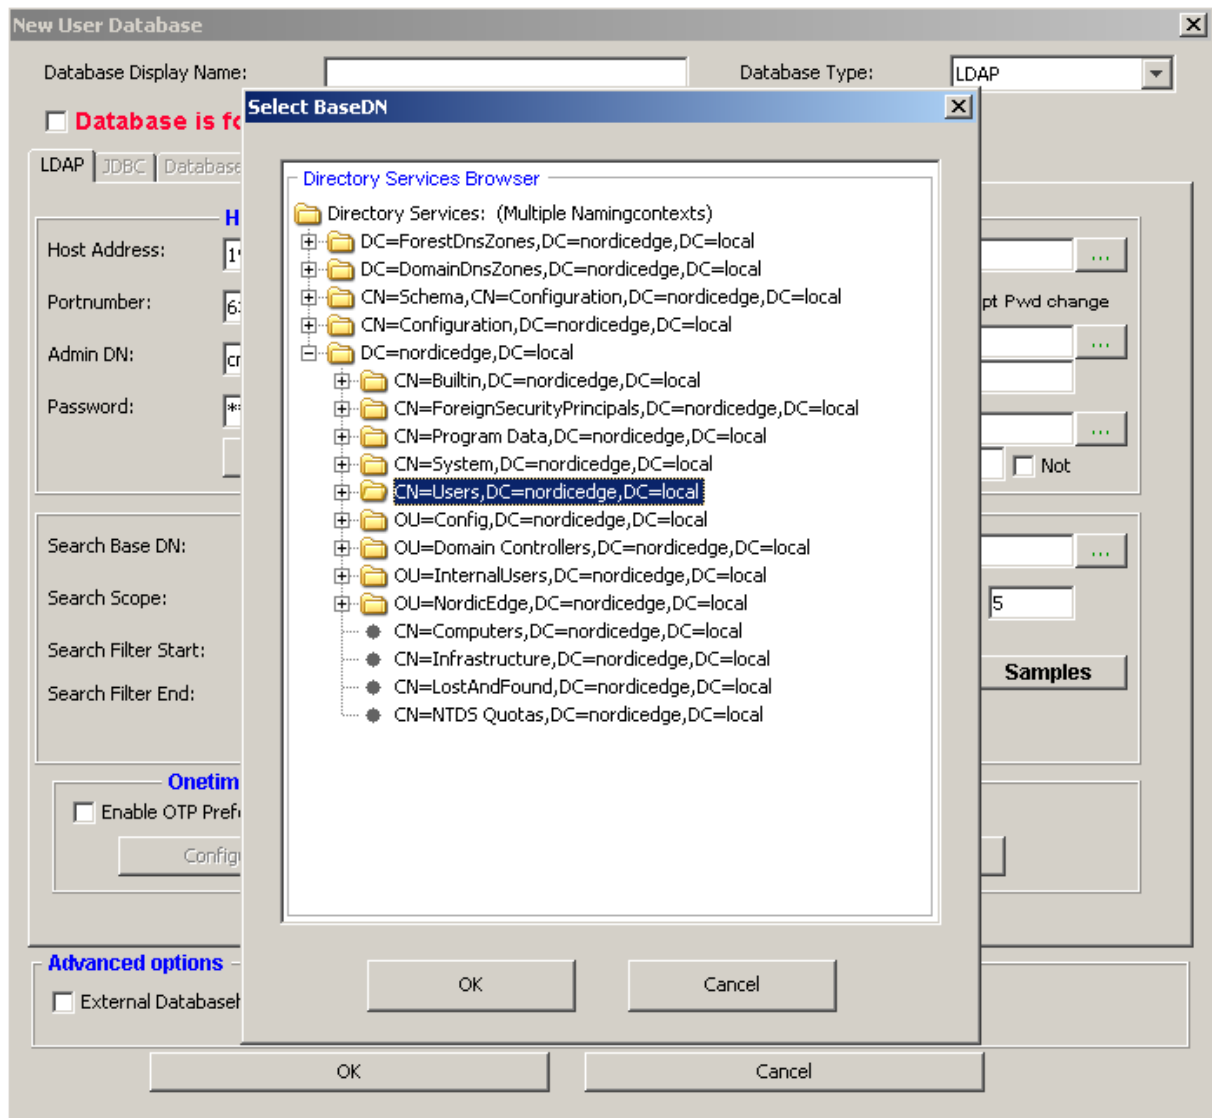 New User Database
Database Display Name:
Database Type:
LDAP
Database is fo
Select BaseDN
LDAP
JDBC
Database
Directory Services Browser
Directory Services: (Multiple Namingcontexts)
DC=ForestDnsZones,DC=nordicedge,DC=local
DC=DomainDnsZones,DC=nordicedge,DC=local
CN=Schema,CN=Configuration,DC=nordicedge,DC=local
CN=Configuration,DC=nordicedge,DC=local
DC=nordicedge,DC=local
CN=Builtin,DC=nordicedge,DC=local
CN=ForeignSecurityPrincipals,DC=nordicedge,DC=local
CN=Program Data,DC=nordicedge,DC=local
CN=System,DC=nordicedge,DC=local
CN=Users,DC=nordicedge,DC=local
OU=Config,DC=nordicedge,DC=local
OU=Domain Controllers,DC=nordicedge,DC=local
OU=InternalUsers,DC=nordicedge,DC=local
OU=NordicEdge,DC=nordicedge,DC=local
CN=Computers,DC=nordicedge,DC=local
CN=Infrastructure,DC=nordicedge,DC=local
CN=LostAndFound,DC=nordicedge,DC=local
CN=NTDS Quotas,DC=nordicedge,DC=local
OK
Cancel
H
Host Address:
Portnumber:
Admin DN:
Password:
...
pt Pwd change
...
...
Not
Search Base DN:
...
Search Scope:
5
Search Filter Start:
Samples
Search Filter End:
Onetim
Enable OTP Prefe
Config
Advanced options
External Database
OK
Cancel